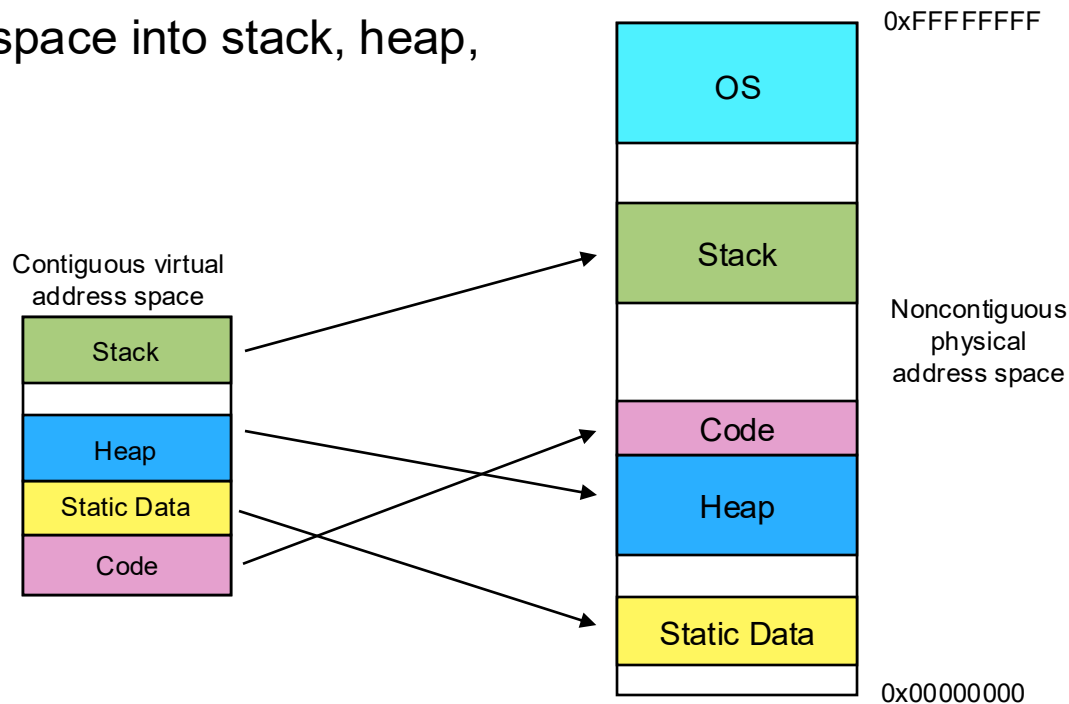 space into stack, heap,
Contiguous virtual
address space
Stack
Heap
Static Data
Code
0xFFFFFFFF
OS
Stack
Code
Heap
Static Data
Noncontiguous
physical
address space
0x00000000